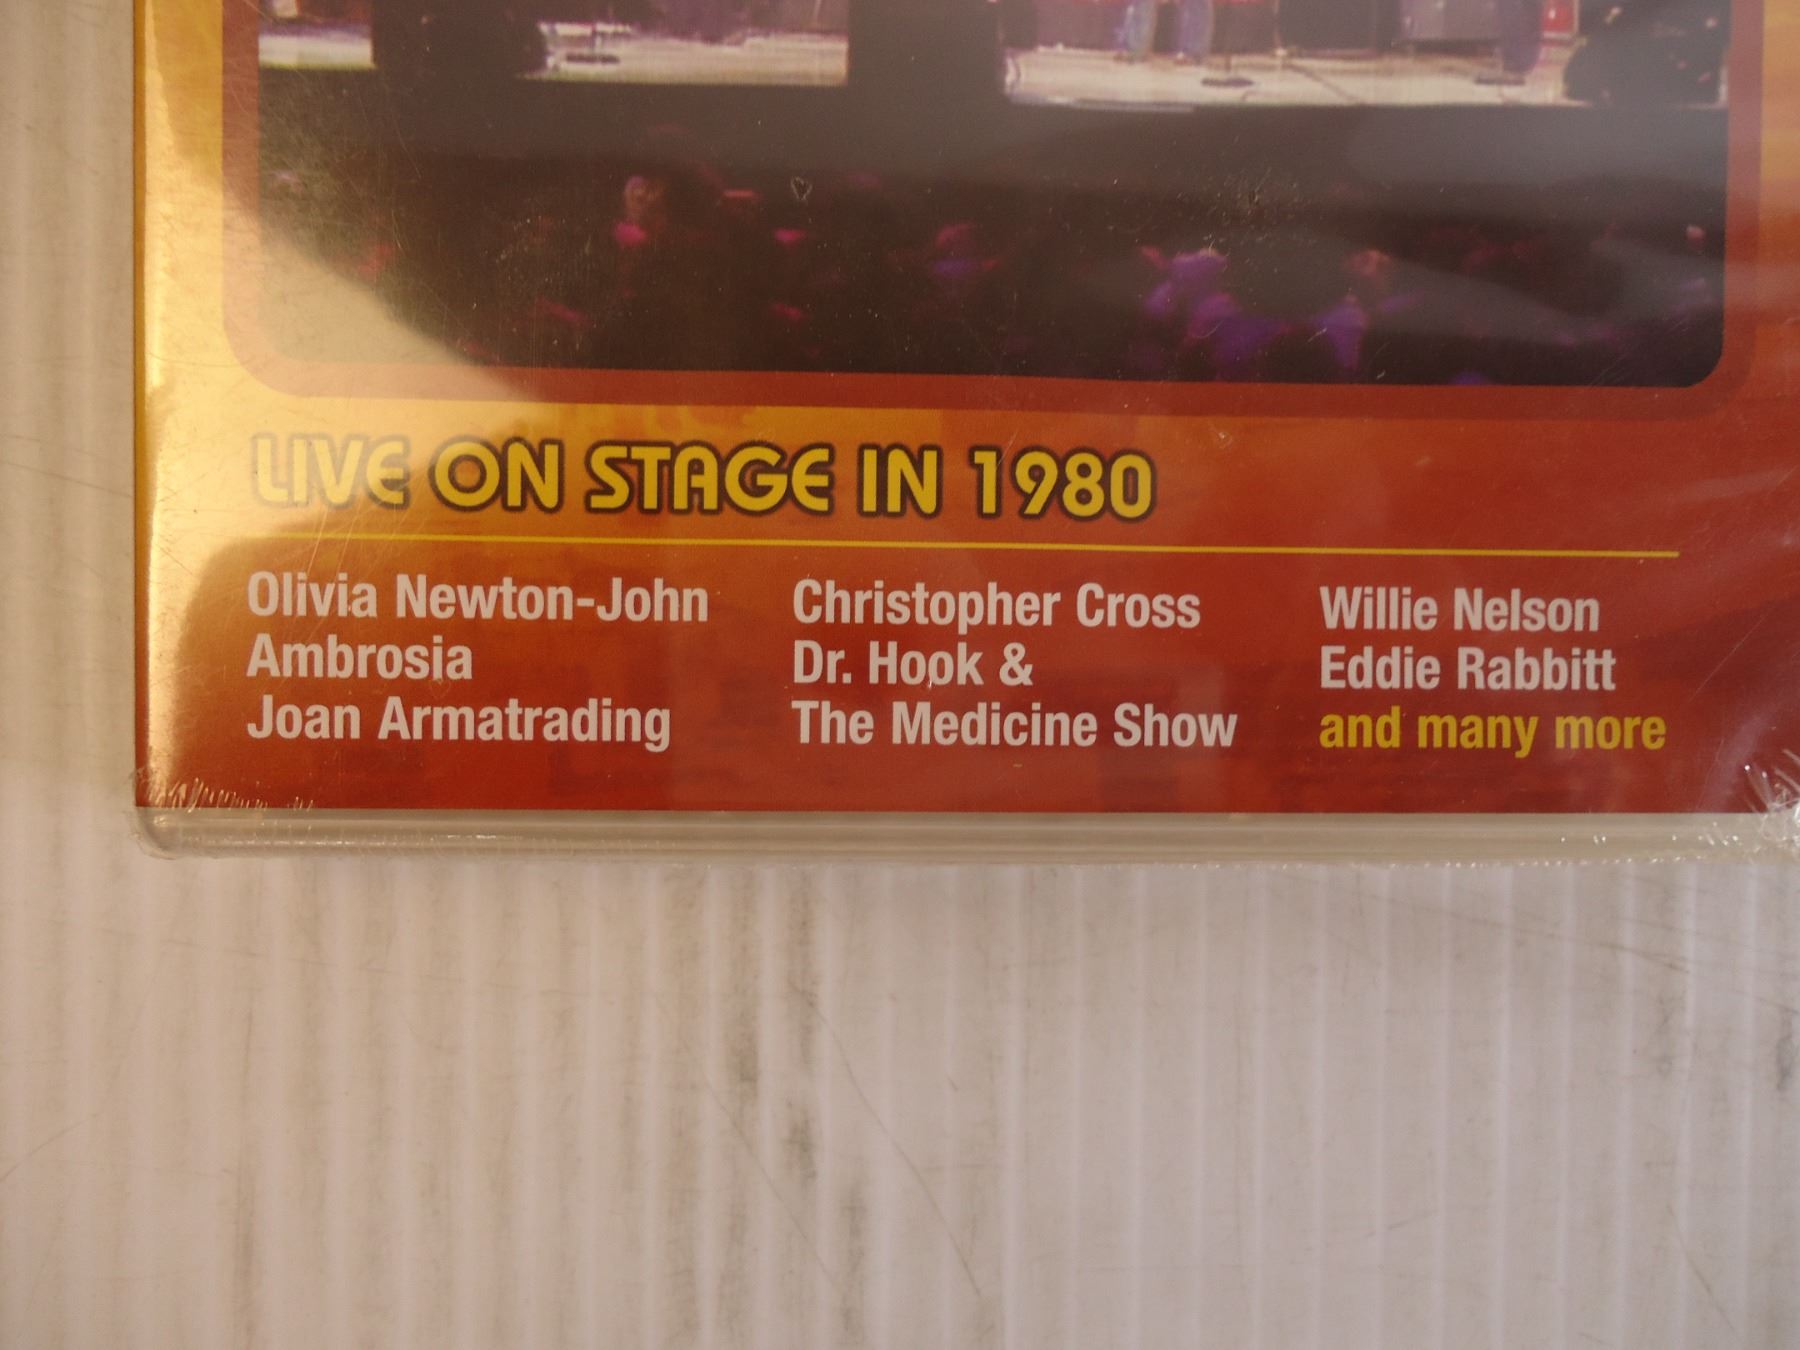 LIVE ON STAGE IN 1980
Olivia Newton-John
Ambrosia
Joan Armatrading
Christopher Cross
Dr. Hook &
The Medicine Show
Willie Nelson
Eddie Rabbitt
and many more